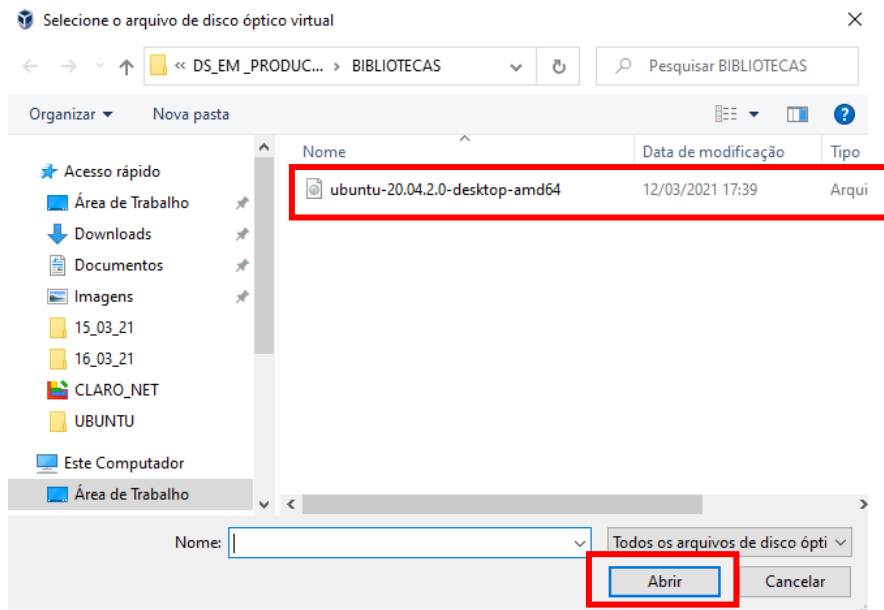 Selecione o arquivo de disco óptico virtual
« DS_EM _PRODUC... › BIBLIOTECAS
Pesquisar BIBLIOTECAS
Organizar
Nova pasta
Nome
Data de modificação
Tipo
ubuntu-20.04.2.0-desktop-amd64
12/03/2021 17:39
Arqui
Acesso rápido
Área de Trabalho
Downloads
Documentos
Imagens
15_03_21
16_03_21
CLARO_NET
UBUNTU
Este Computador
Área de Trabalho
Nome:
Todos os arquivos de disco ópti
Abrir
Cancelar